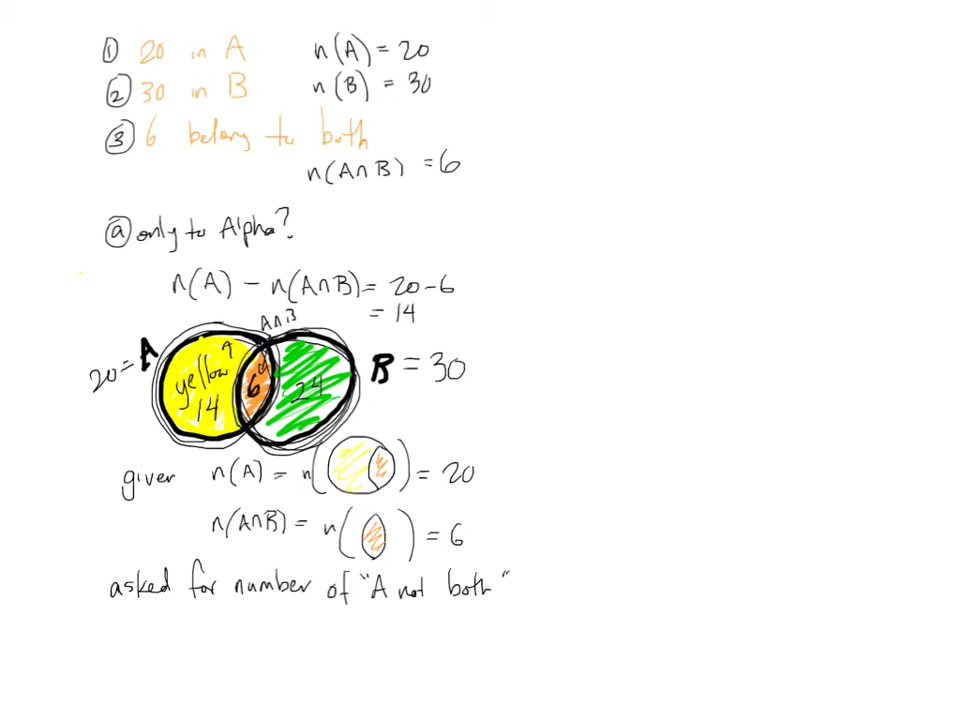 ① 20 in A n(A) = 20
② 30 in B n(B) = 30
③ 6 belong to both
n(A∩B) = 6
ⓐ only to Alpha?
n(A) - n(A∩B) = 20-6
= 14
A∩B
20 = A yellow A 6 24 B = 30
14
given n(A) = n( ) = 20
n(A∩B) = n( ) = 6
asked for number of "A not both"